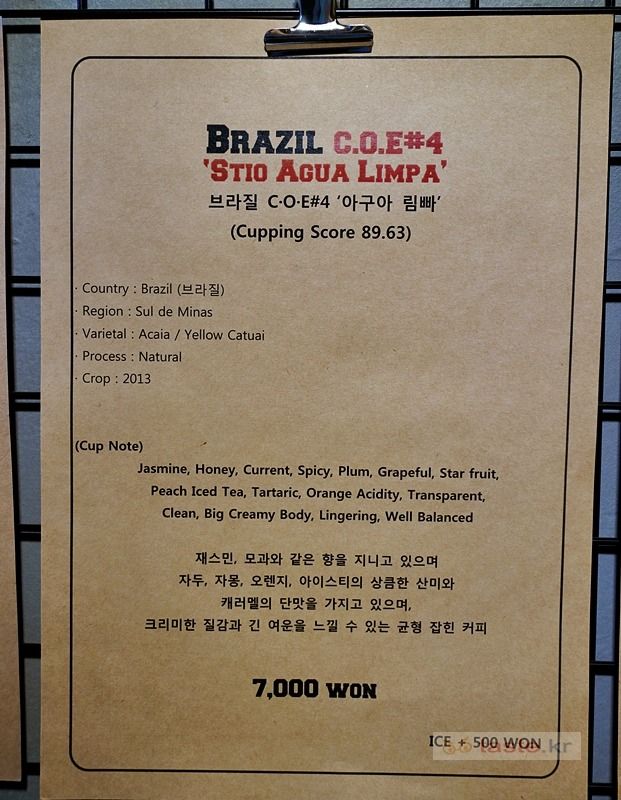 BRAZIL C.O.E#4
'STIO AGUA LIMPA'
브라질 C·O·E#4 '아구아 림빠'
(Cupping Score 89.63)
· Country : Brazil (브라질)
· Region : Sul de Minas
· Varietal : Acaia / Yellow Catuai
· Process : Natural
· Crop : 2013
(Cup Note)
Jasmine, Honey, Current, Spicy, Plum, Grapeful, Star fruit,
Peach Iced Tea, Tartaric, Orange Acidity, Transparent,
Clean, Big Creamy Body, Lingering, Well Balanced
재스민, 모과와 같은 향을 지니고 있으며
자두, 자몽, 오렌지, 아이스티의 상큼한 산미와
캐러멜의 단맛을 가지고 있으며,
크리미한 질감과 긴 여운을 느낄 수 있는 균형 잡힌 커피
7,000 WON
ICE + 500 WON